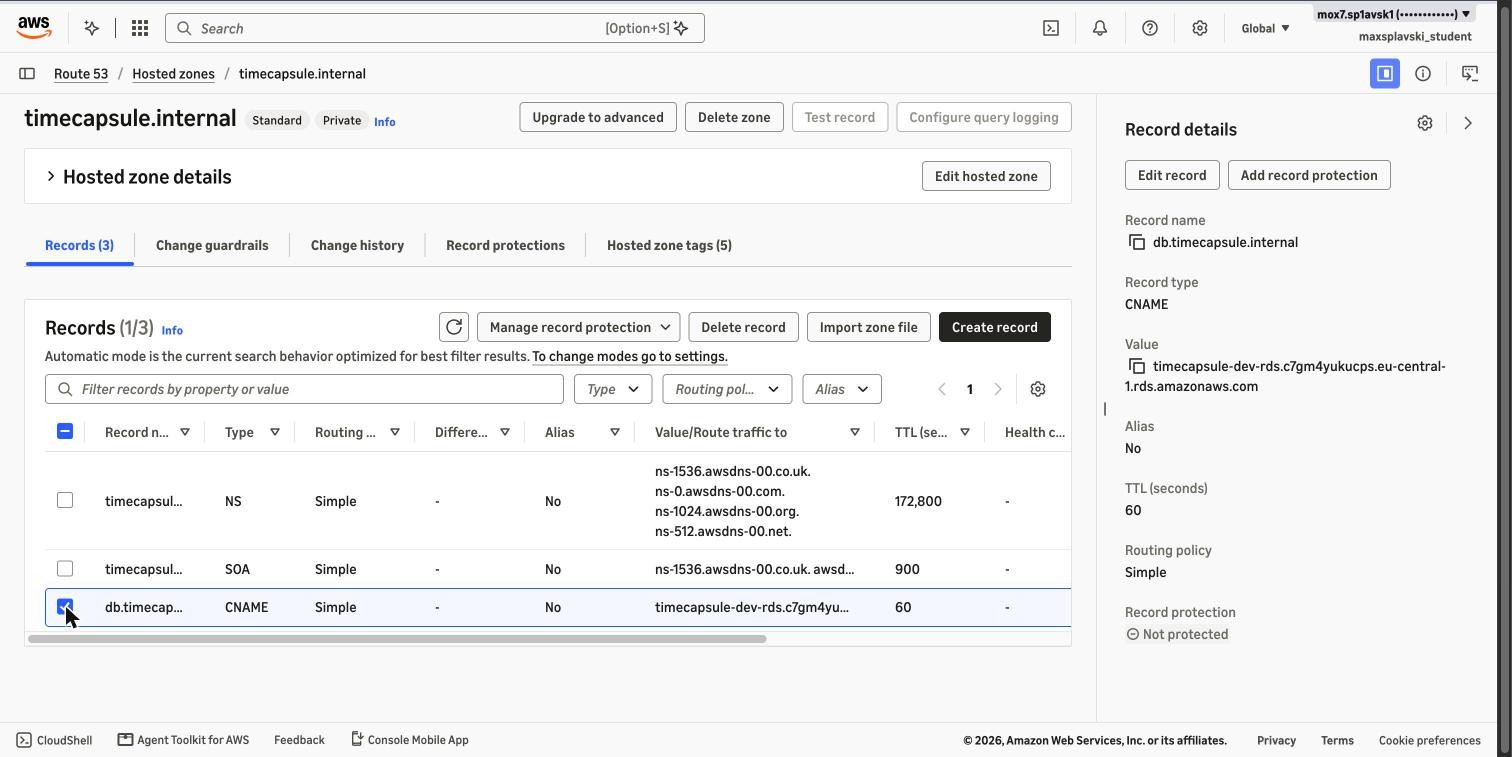 aws
Search
[Option+S]
Global
mox7.sp1avsk1 (••••••••••••)
maxsplavski_student
Route 53 / Hosted zones / timecapsule.internal
timecapsule.internal Standard Private Info
Upgrade to advanced Delete zone Test record Configure query logging
Hosted zone details Edit hosted zone
Records (3) Change guardrails Change history Record protections Hosted zone tags (5)
Records (1/3) Info Manage record protection Delete record Import zone file Create record
Automatic mode is the current search behavior optimized for best filter results. To change modes go to settings.
Filter records by property or value Type Routing pol... Alias 1
Record n... Type Routing ... Differe... Alias Value/Route traffic to TTL (se... Health c...
timecapsul... NS Simple - No ns-1536.awsdns-00.co.uk. 172,800 -
ns-0.awsdns-00.com.
ns-1024.awsdns-00.org.
ns-512.awsdns-00.net.
timecapsul... SOA Simple - No ns-1536.awsdns-00.co.uk. awsd... 900 -
db.timecap... CNAME Simple - No timecapsule-dev-rds.c7gm4yu... 60 -
Record details
Edit record Add record protection
Record name
db.timecapsule.internal
Record type
CNAME
Value
timecapsule-dev-rds.c7gm4yukucps.eu-central-
1.rds.amazonaws.com
Alias
No
TTL (seconds)
60
Routing policy
Simple
Record protection
Not protected
CloudShell Agent Toolkit for AWS Feedback Console Mobile App © 2026, Amazon Web Services, Inc. or its affiliates. Privacy Terms Cookie preferences